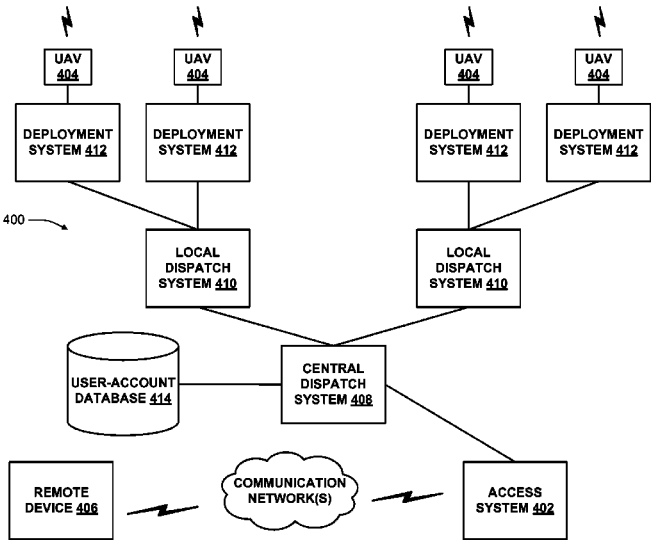 UAV
404
UAV
404
UAV
404
UAV
404
DEPLOYMENT
SYSTEM 412
DEPLOYMENT
SYSTEM 412
DEPLOYMENT
SYSTEM 412
DEPLOYMENT
SYSTEM 412
400
LOCAL
DISPATCH
SYSTEM 410
LOCAL
DISPATCH
SYSTEM 410
USER-ACCOUNT
DATABASE 414
CENTRAL
DISPATCH
SYSTEM 408
REMOTE
DEVICE 406
COMMUNICATION
NETWORK(S)
ACCESS
SYSTEM 402